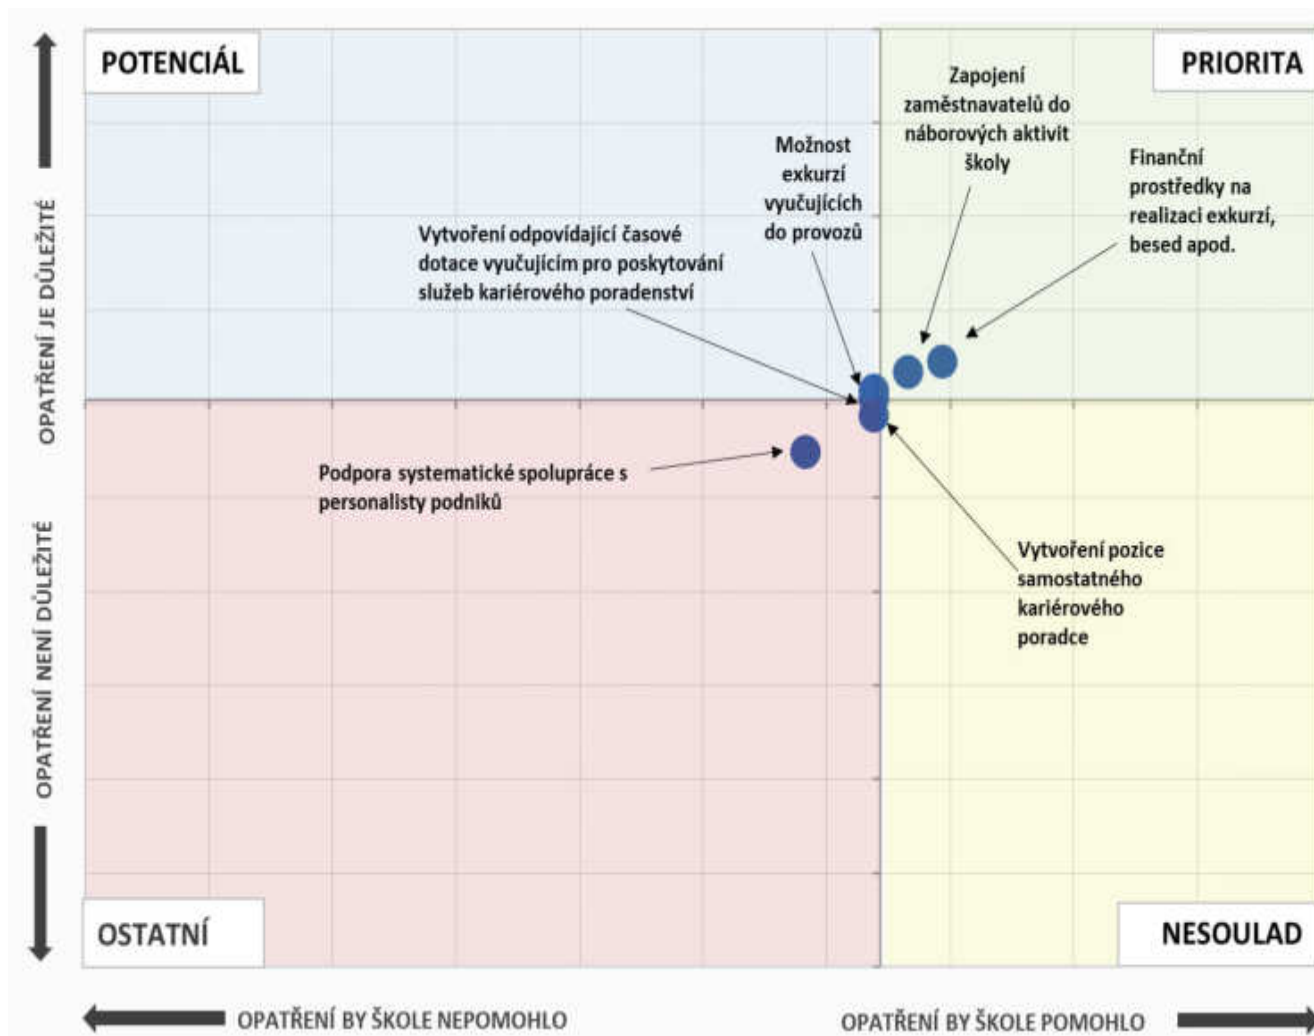 POTENCIÁL
PRIORITA
Zapojení
zaměstnavatelů do
náborových aktivit
školy
Možnost
exkurzí
vyučujících
do provozů
Finanční
prostředky na
realizaci exkurzí,
besed apod.
Vytvoření odpovídající časové
dotace vyučujícím pro poskytování
služeb kariérového poradenství
OPATŘENÍ JE DŮLEŽITÉ
Podpora systematické spolupráce s
personalisty podniků
Vytvoření pozice
samostatného
kariérového
poradce
OPATŘENÍ NENÍ DŮLEŽITÉ
OSTATNÍ
NESOULAD
OPATŘENÍ BY ŠKOLE NEPOMOHLO
OPATŘENÍ BY ŠKOLE POMOHLO